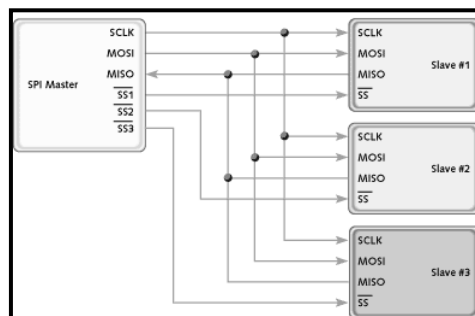 SPI Master
SCLK
MOSI
MISO
SS1
SS2
SS3
SCLK
MOSI
MISO
SS
Slave #1
SCLK
MOSI
MISO
SS
Slave #2
SCLK
MOSI
MISO
SS
Slave #3